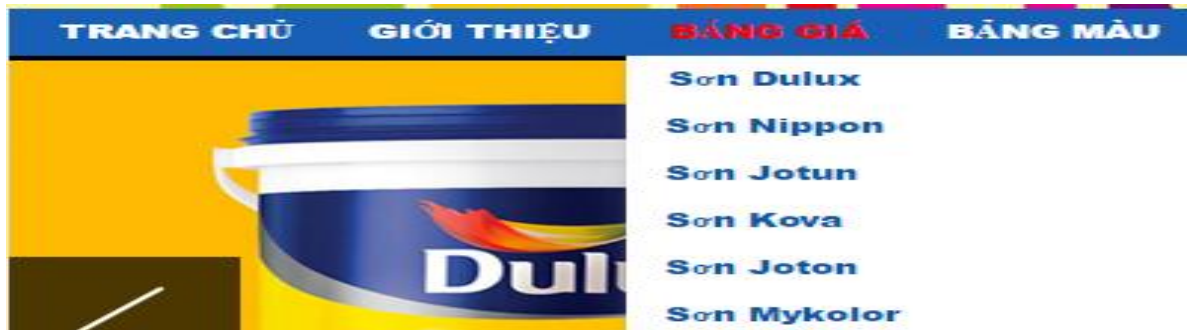 TRANG CHỦ GIỚI THIỆU BẢNG GIÁ BẢNG MÀU
Sơn Dulux
Sơn Nippon
Sơn Jotun
Sơn Kova
Sơn Joton
Sơn Mykolor